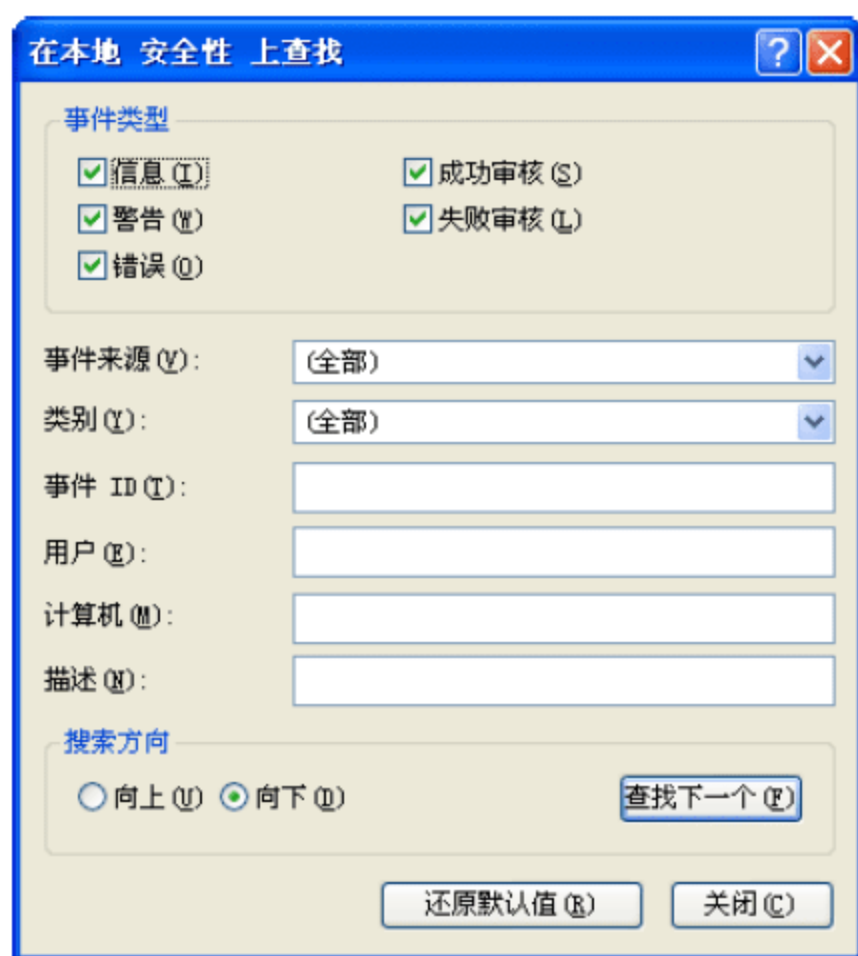 在本地 安全性 上查找
事件类型
信息(I) 成功审核(S)
警告(W) 失败审核(L)
错误(O)
事件来源(V): (全部)
类别(Y): (全部)
事件 ID(T):
用户(E):
计算机(M):
描述(N):
搜索方向
向上(U) 向下(D) 查找下一个(F)
还原默认值(R) 关闭(C)